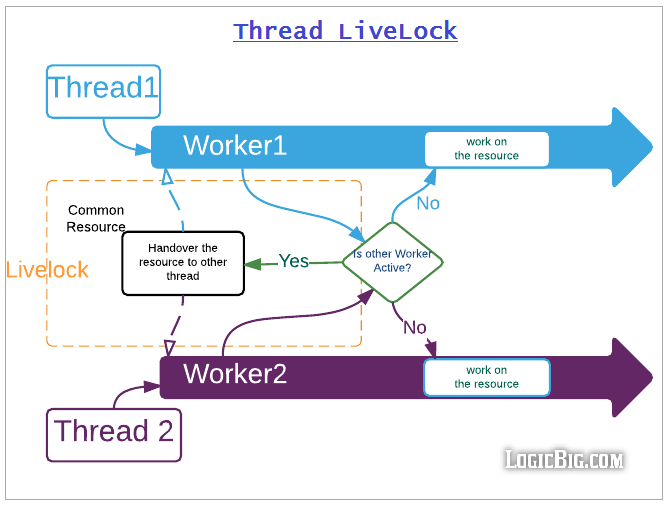 Thread LiveLock
Thread1
Worker1
work on
the resource
Common
Resource
No
Handover the
resource to other
thread
Livelock
Yes
Is other Worker
Active?
No
Worker2
work on
the resource
Thread 2
LogicBig.com